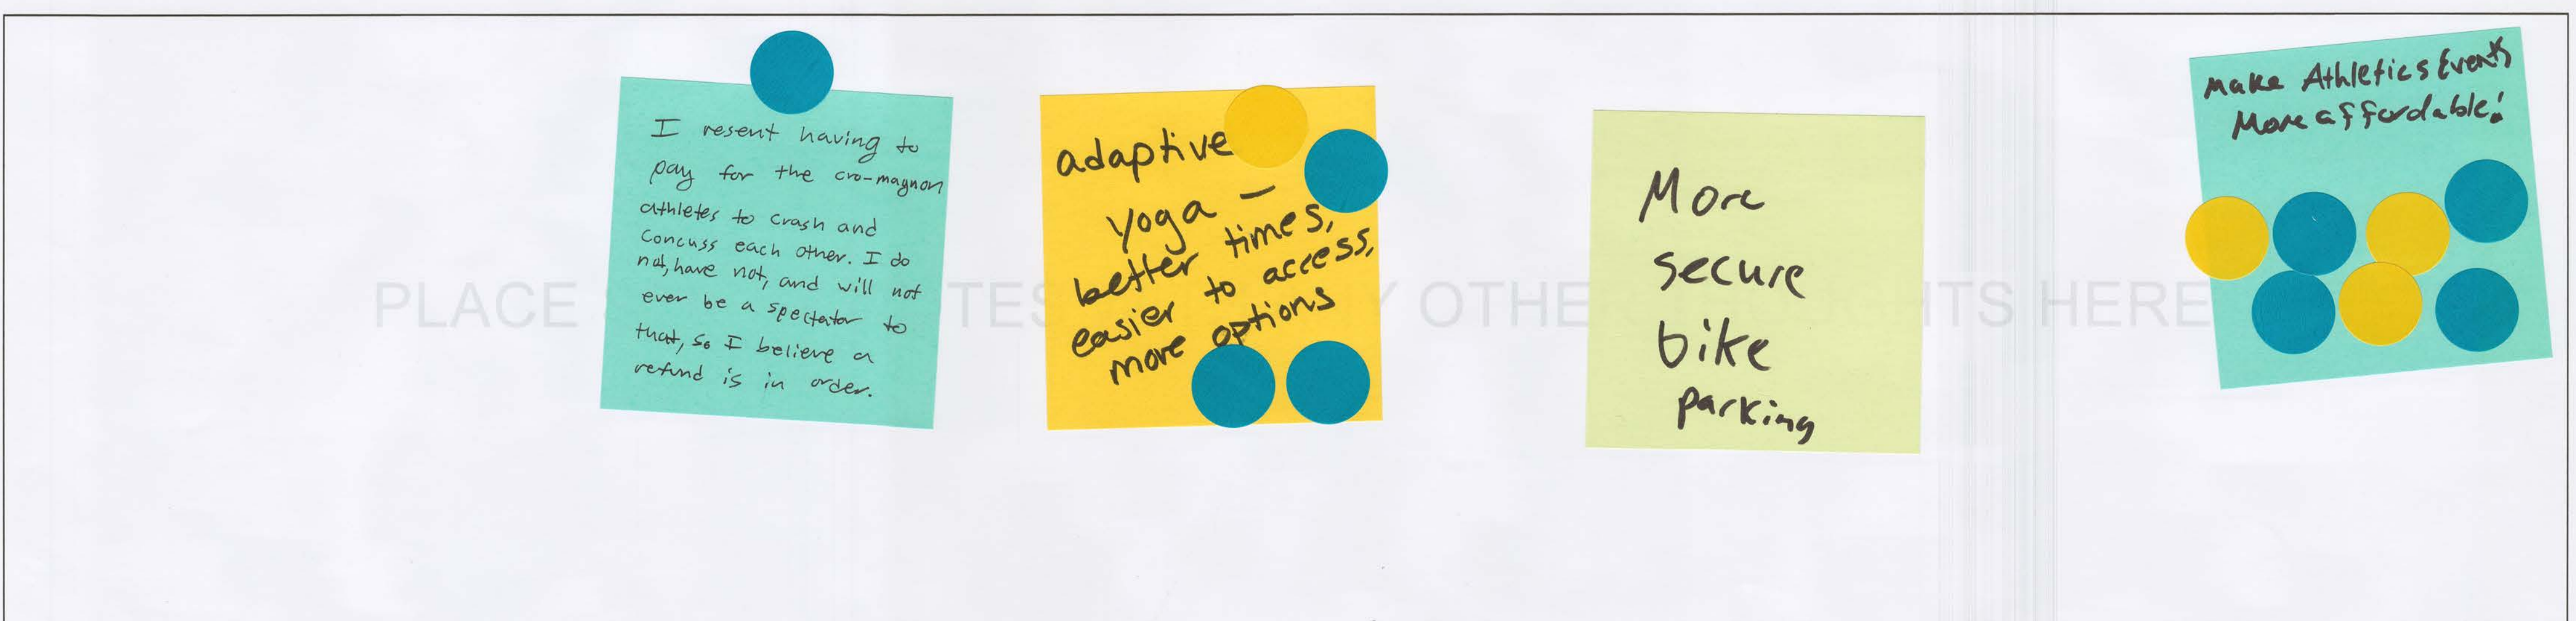 I resent having to
pay for the cro-magnon
athletes to crash and
concuss each other. I do
not, have not, and will not
ever be a spectator to
that, so I believe a
refund is in order.
adaptive
yoga –
better times,
easier to access,
more options
More
secure
bike
parking
Make Athletics Events
More affordable!
PLACE
OTHE
HTS HERE